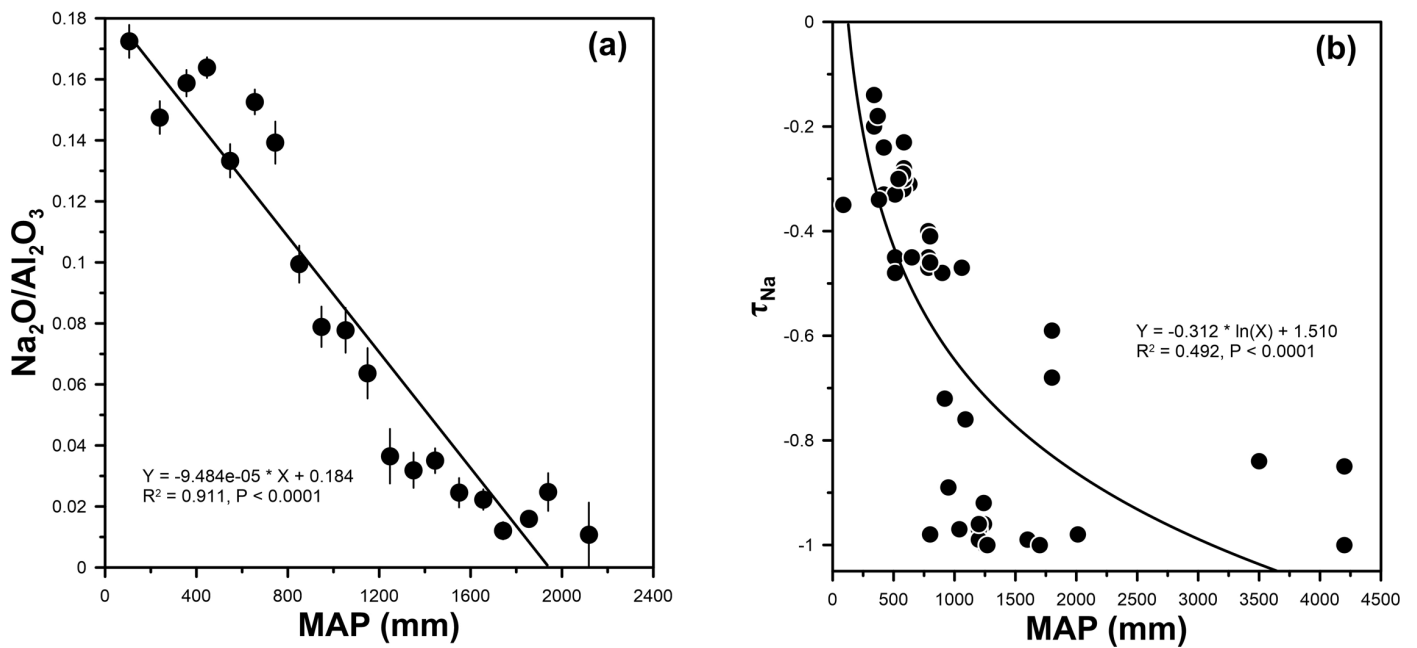 (a)
0.18
0.16
0.14
0.12
0.1
0.08
0.06
0.04
0.02
0
Na₂O/Al₂O₃
Y = -9.484e-05 * X + 0.184
R² = 0.911, P < 0.0001
0 400 800 1200 1600 2000 2400
MAP (mm)
(b)
0
-0.2
-0.4
-0.6
-0.8
-1
τNa
Y = -0.312 * ln(X) + 1.510
R² = 0.492, P < 0.0001
0 500 1000 1500 2000 2500 3000 3500 4000 4500
MAP (mm)